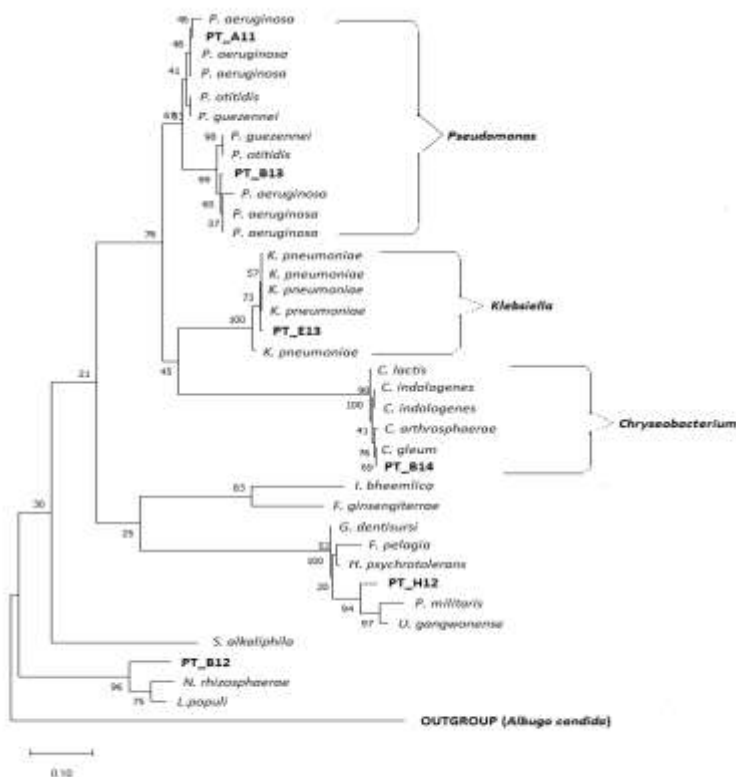 P. aeruginosa
PT_A11
P. aeruginosa
P. aeruginosa
P. otitidis
P. guezennei
P. guezennei
P. otitidis
PT_B13
P. aeruginosa
P. aeruginosa
P. aeruginosa
Pseudomonas
K. pneumoniae
K. pneumoniae
K. pneumoniae
K. pneumoniae
PT_E13
K. pneumoniae
Klebsiella
C. lactis
C. indologenes
C. indologenes
C. arthrosphaerae
C. gleum
PT_B14
Chryseobacterium
I. bheemlica
F. ginsengiterrae
G. dentisursi
F. pelagia
H. psychrotolerans
PT_H12
P. militaris
U. gangwonense
S. alkaliphila
PT_B12
N. rhizosphaerae
L.populi
OUTGROUP (Albugo candida)
46
46
41
98
99
37
76
57
73
100
45
100
41
76
69
21
83
25
100
94
97
30
96
75
0.10